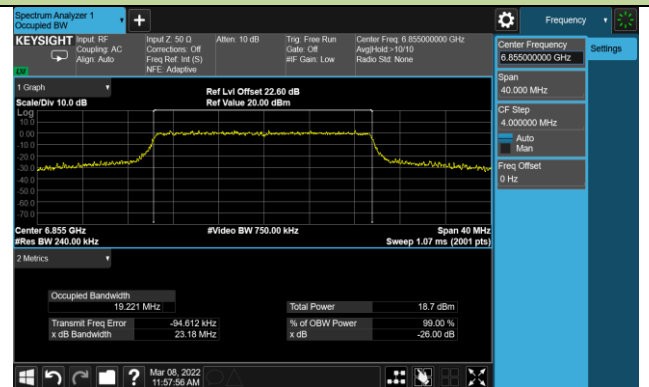 Spectrum Analyzer 1
Occupied BW
Frequency
KEYSIGHT
Input: RF
Coupling: AC
Align: Auto
Input Z: 50 Ω
Corrections: Off
Freq Ref: Int (S)
NFE: Adaptive
Atten: 10 dB
Trig: Free Run
Gate: Off
#IF Gain: Low
Center Freq: 6.855000000 GHz
Avg|Hold:>10/10
Radio Std: None
1 Graph
Scale/Div 10.0 dB
Ref Lvl Offset 22.60 dB
Ref Value 20.00 dBm
Log
10.0
0.00
-10.0
-20.0
-30.0
-40.0
-50.0
-60.0
-70.0
Center 6.855 GHz
#Video BW 750.00 kHz
Span 40 MHz
#Res BW 240.00 kHz
Sweep 1.07 ms (2001 pts)
2 Metrics
Occupied Bandwidth
19.221 MHz
Total Power 18.7 dBm
Transmit Freq Error -94.612 kHz
% of OBW Power 99.00 %
x dB Bandwidth 23.18 MHz
x dB -26.00 dB
Center Frequency
6.855000000 GHz
Settings
Span
40.000 MHz
CF Step
4.000000 MHz
Auto
Man
Freq Offset
0 Hz
?
Mar 08, 2022
11:57:56 AM